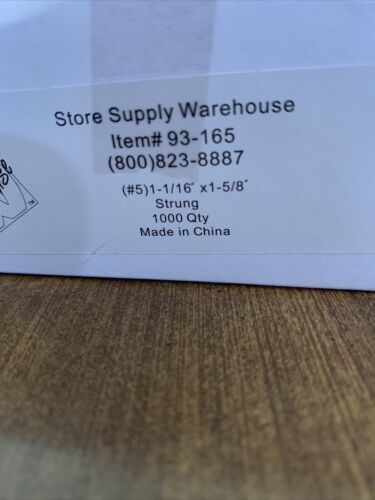 Store Supply Warehouse
Item# 93-165
(800)823-8887
(#5)1-1/16" x1-5/8"
Strung
1000 Qty
Made in China
TM